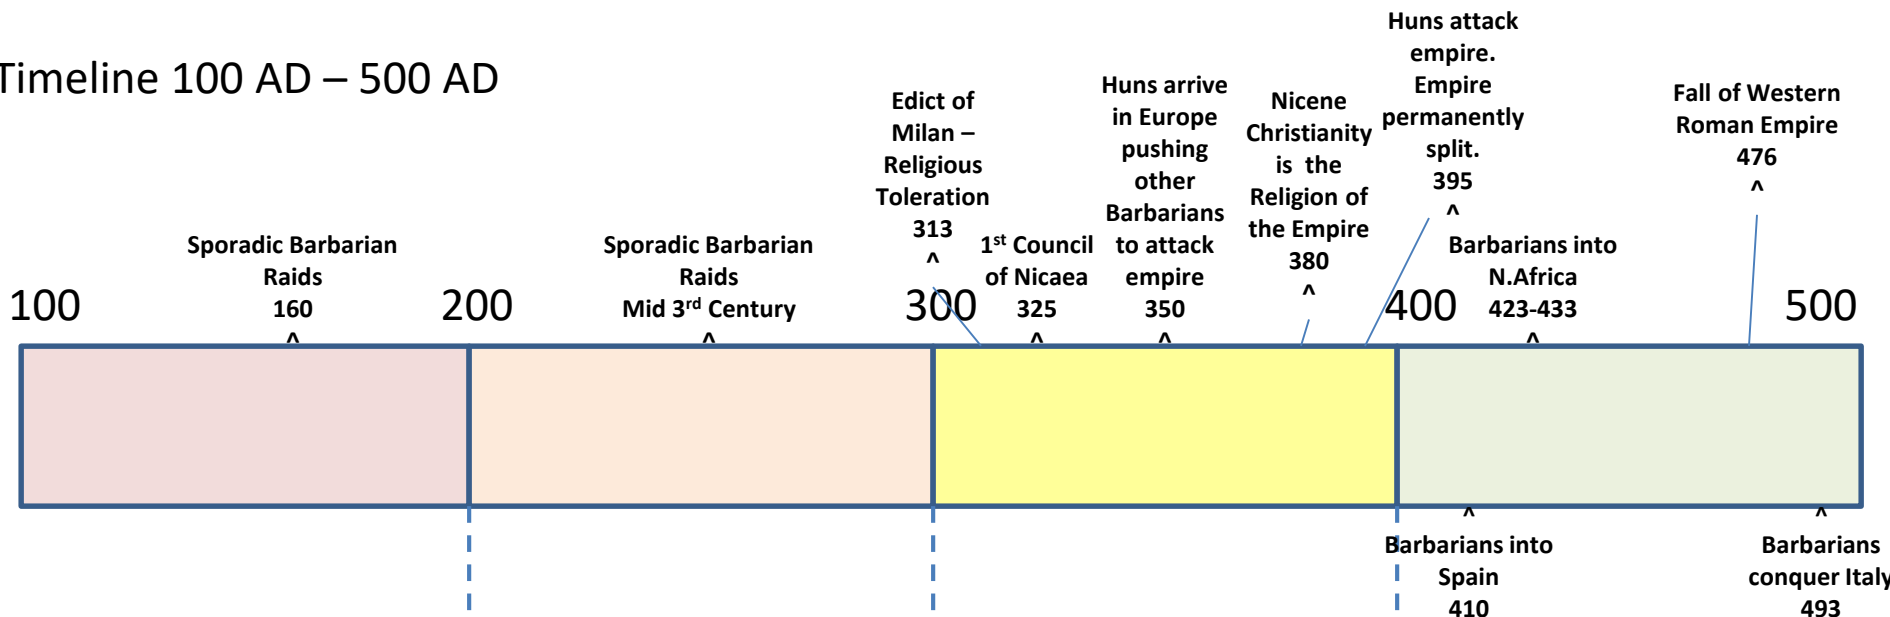 Timeline 100 AD – 500 AD
100
Sporadic Barbarian
Raids
160
^
200
Sporadic Barbarian
Raids
Mid 3rd Century
^
Edict of
Milan –
Religious
Toleration
313
^
300
1st Council
of Nicaea
325
^
Huns arrive
in Europe
pushing
other
Barbarians
to attack
empire
350
^
Nicene
Christianity
is the
Religion of
the Empire
380
^
Huns attack
empire.
Empire
permanently
split.
395
^
400
Barbarians into
N.Africa
423-433
^
Fall of Western
Roman Empire
476
^
500
^
Barbarians into
Spain
410
^
Barbarians
conquer Italy
493